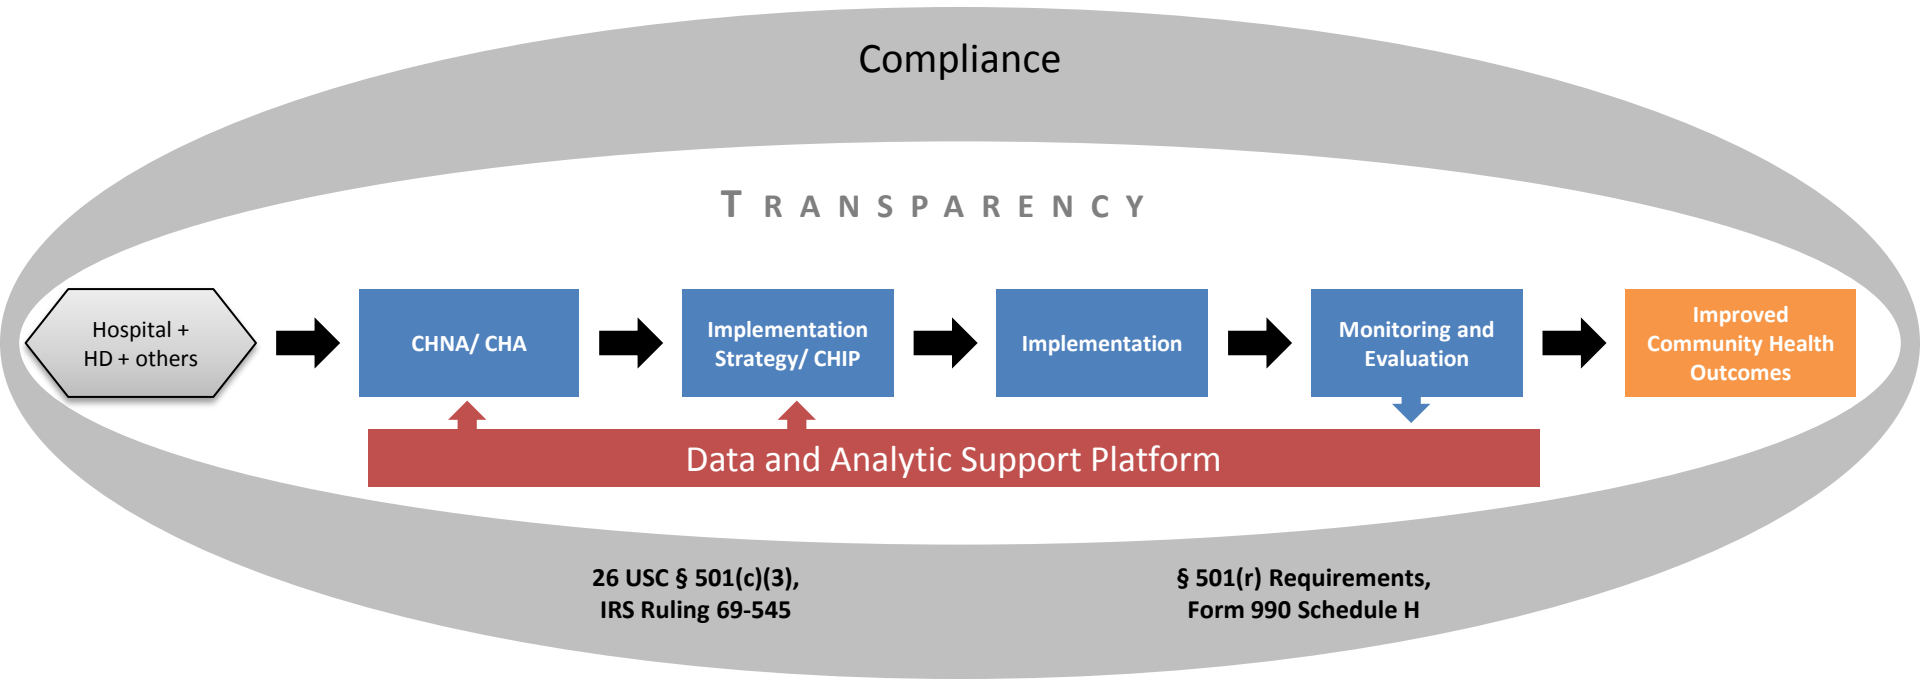 Compliance
TRANSPARENCY
Hospital +
HD + others
CHNA/ CHA
Implementation
Strategy/ CHIP
Implementation
Monitoring and
Evaluation
Improved
Community Health
Outcomes
Data and Analytic Support Platform
26 USC § 501(c)(3),
IRS Ruling 69-545
§ 501(r) Requirements,
Form 990 Schedule H